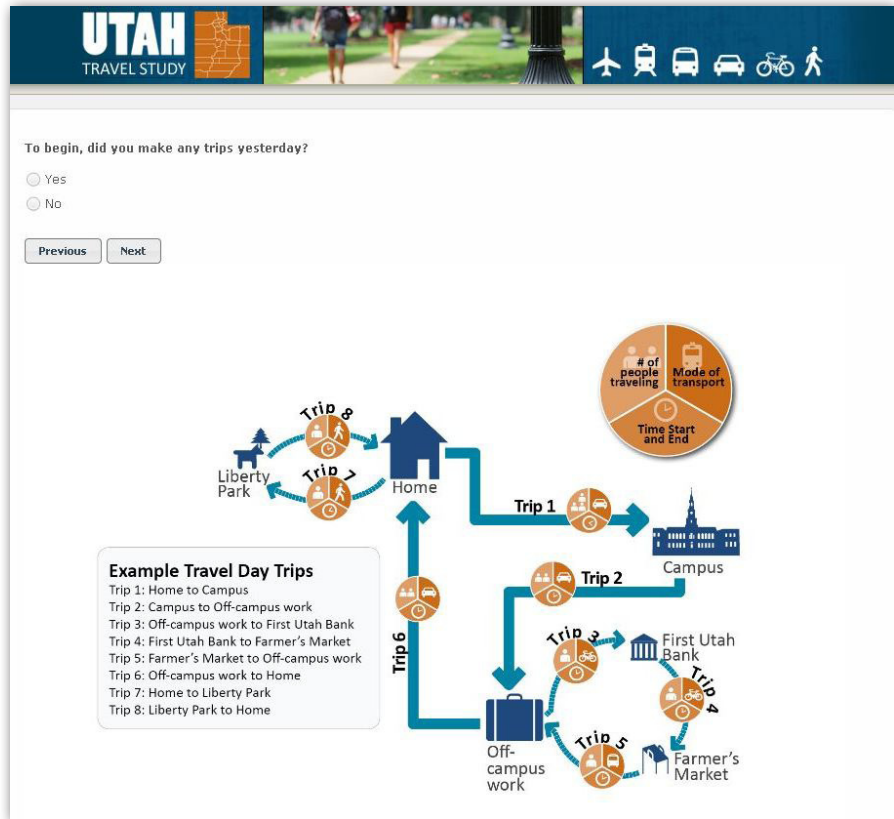 UTAH
TRAVEL STUDY
To begin, did you make any trips yesterday?
Yes
No
Previous
Next
# of
people
traveling
Mode of
transport
Time Start
and End
Trip 8
Liberty
Park
Trip 7
Home
Trip 1
Campus
Trip 2
Example Travel Day Trips
Trip 1: Home to Campus
Trip 2: Campus to Off-campus work
Trip 3: Off-campus work to First Utah Bank
Trip 4: First Utah Bank to Farmer's Market
Trip 5: Farmer's Market to Off-campus work
Trip 6: Off-campus work to Home
Trip 7: Home to Liberty Park
Trip 8: Liberty Park to Home
Trip 6
Trip 3
First Utah
Bank
Trip 4
Trip 5
Off-
campus
work
Farmer's
Market